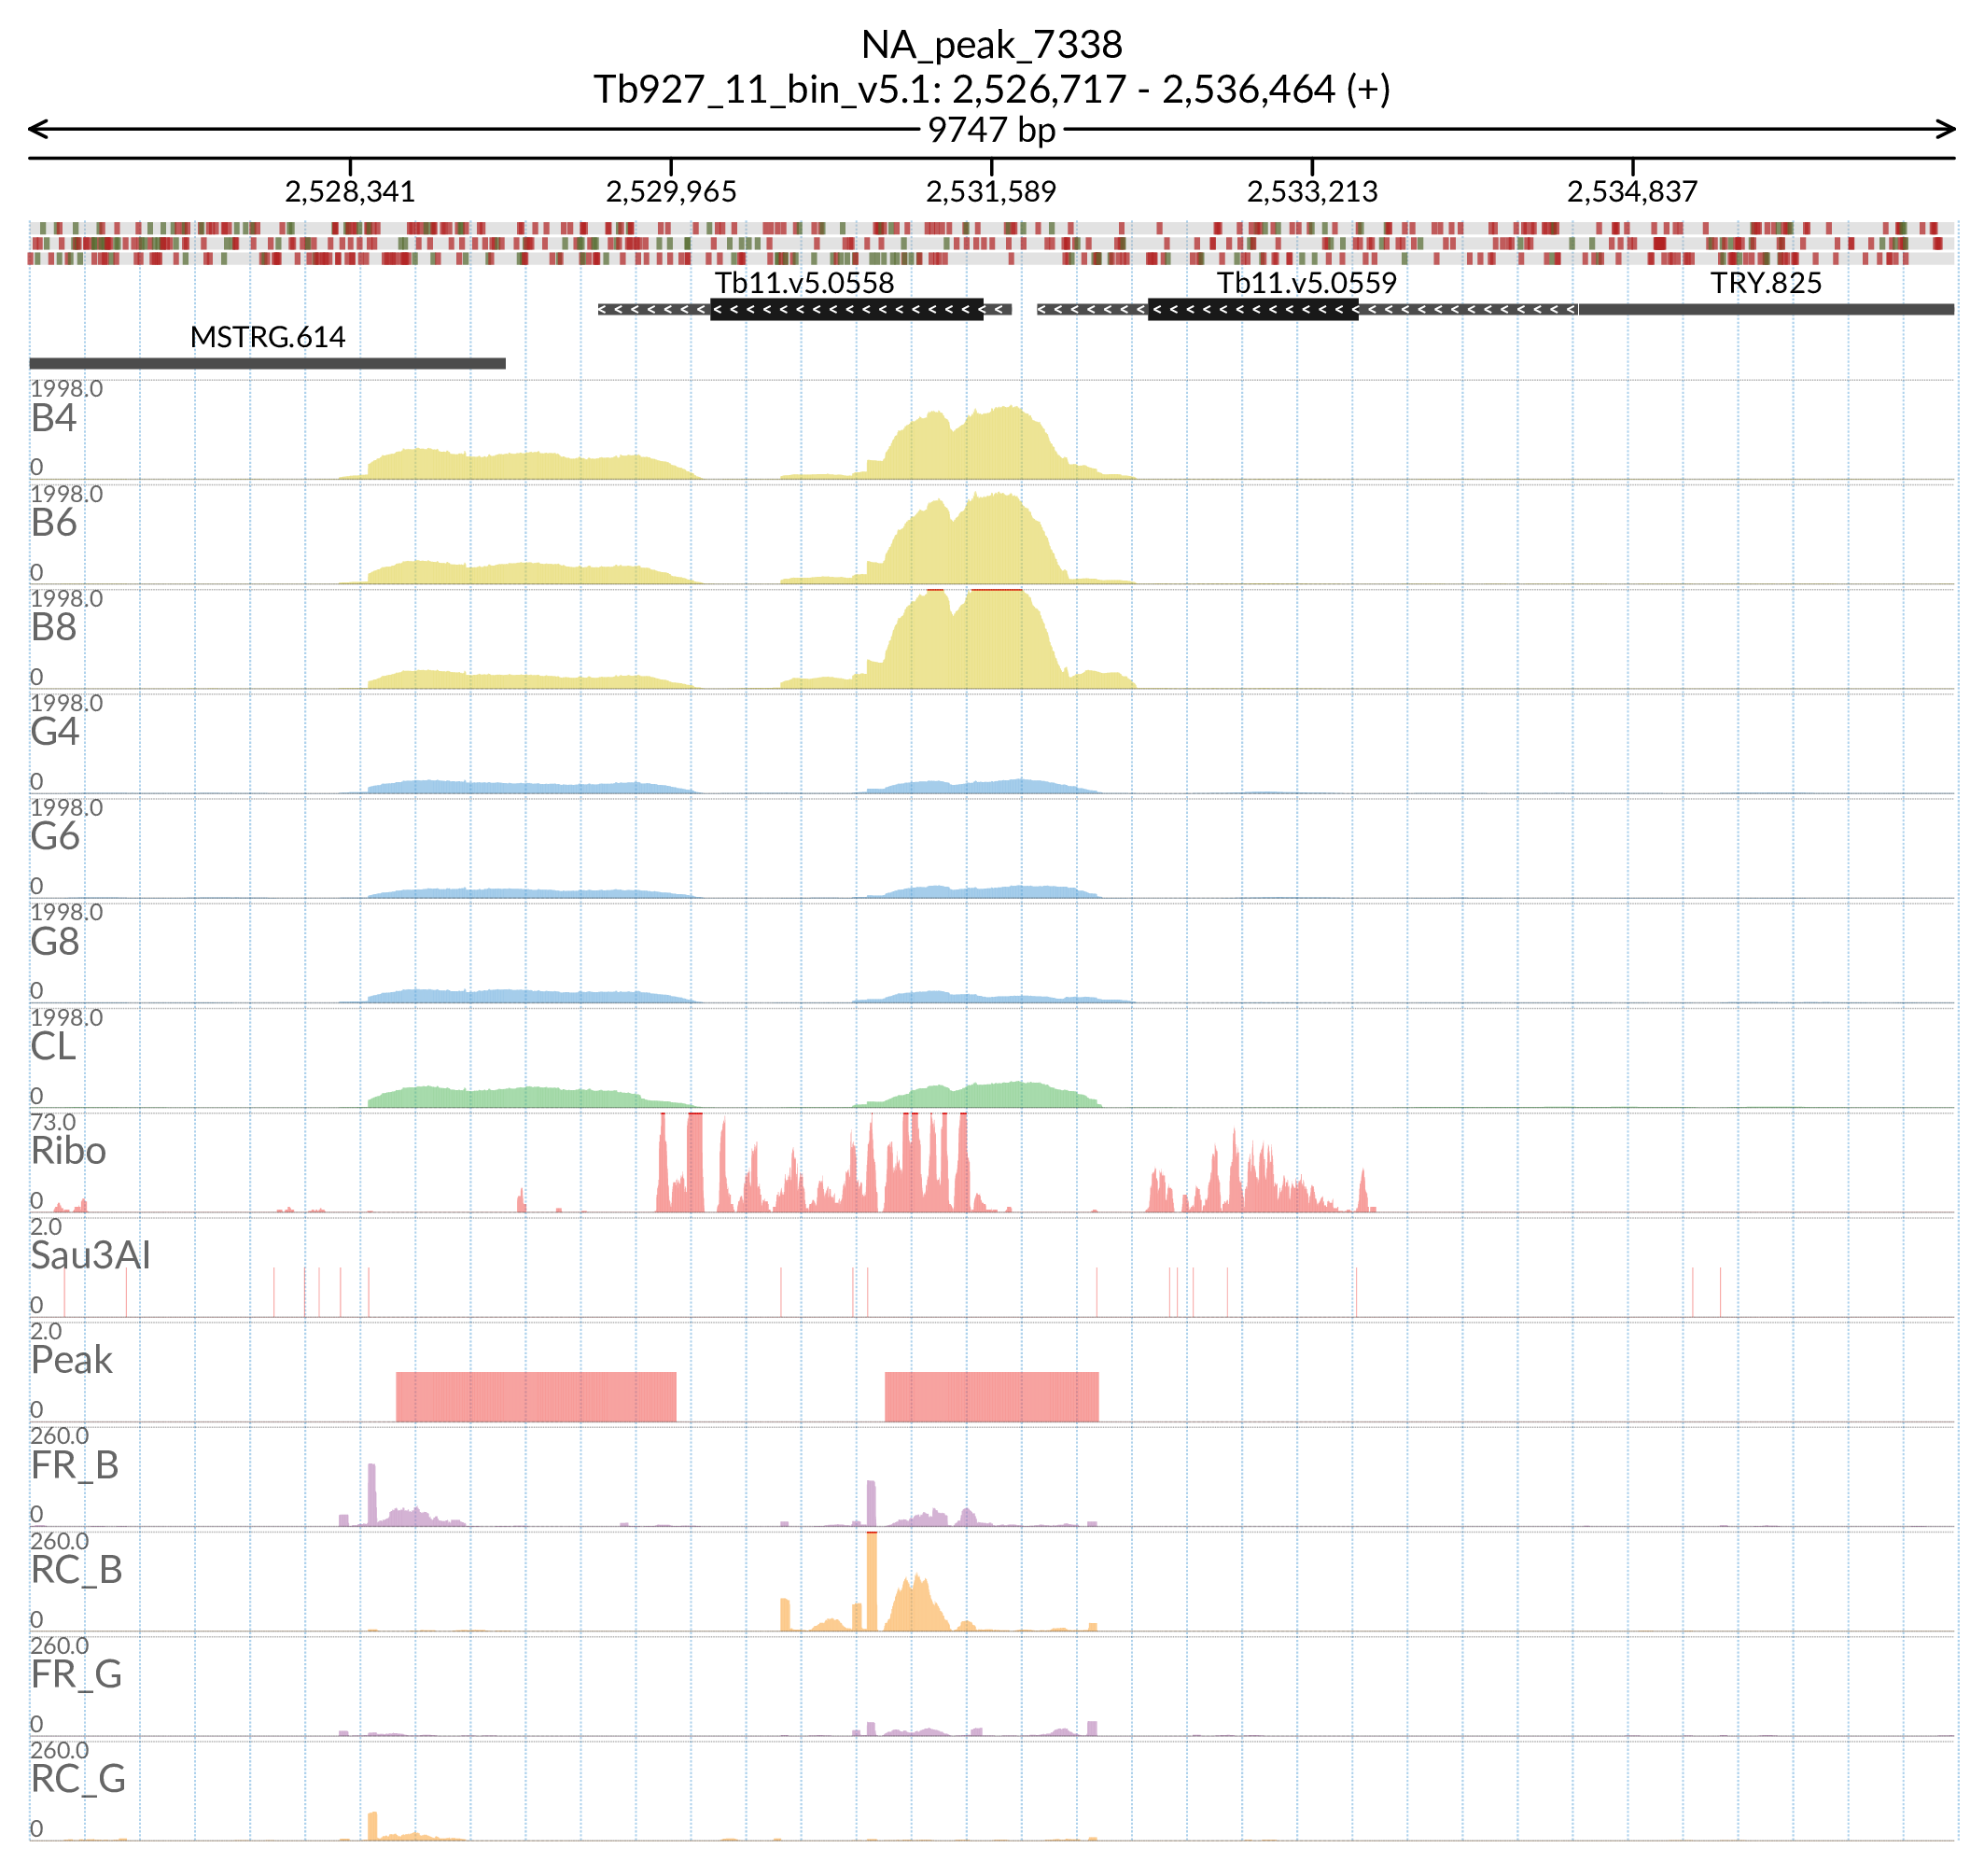 NA_peak_7338
Tb927_11_bin_v5.1: 2,526,717 - 2,536,464 (+)
9747 bp
2,528,341 2,529,965 2,531,589 2,533,213 2,534,837
Tb11.v5.0558 Tb11.v5.0559 TRY.825
MSTRG.614
1998.0
B4
0
1998.0
B6
0
1998.0
B8
0
1998.0
G4
0
1998.0
G6
0
1998.0
G8
0
1998.0
CL
0
73.0
Ribo
0
2.0
Sau3AI
0
2.0
Peak
0
260.0
FR_B
0
260.0
RC_B
0
260.0
FR_G
0
260.0
RC_G
0